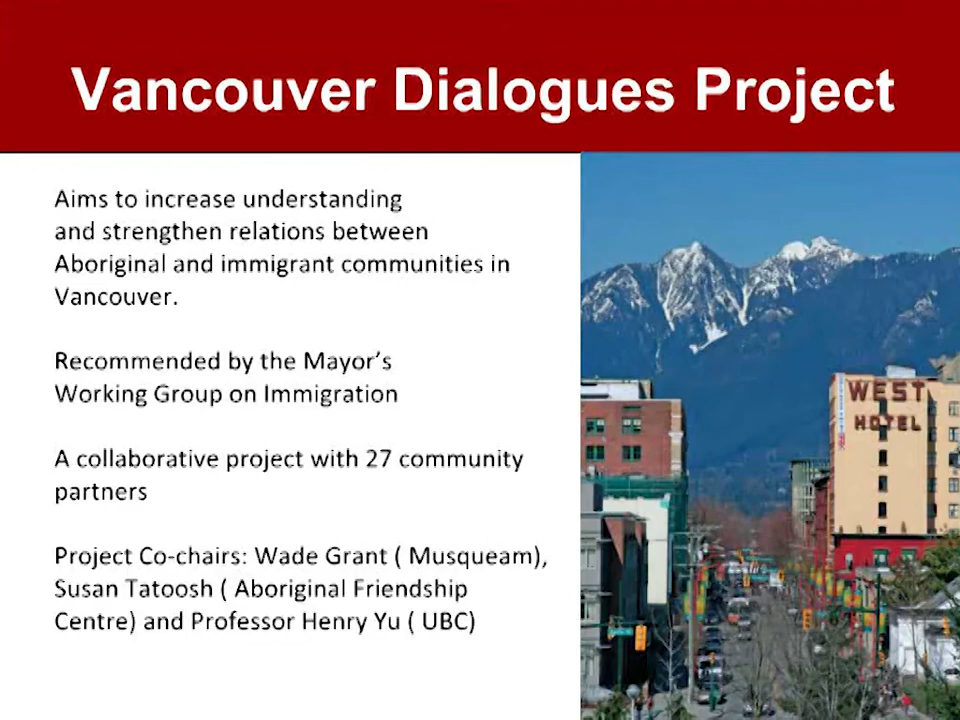 Vancouver Dialogues Project
Aims to increase understanding
and strengthen relations between
Aboriginal and immigrant communities in
Vancouver.
Recommended by the Mayor's
Working Group on Immigration
A collaborative project with 27 community
partners
Project Co-chairs: Wade Grant ( Musqueam),
Susan Tatoosh ( Aboriginal Friendship
Centre) and Professor Henry Yu ( UBC)
WEST
HOTEL